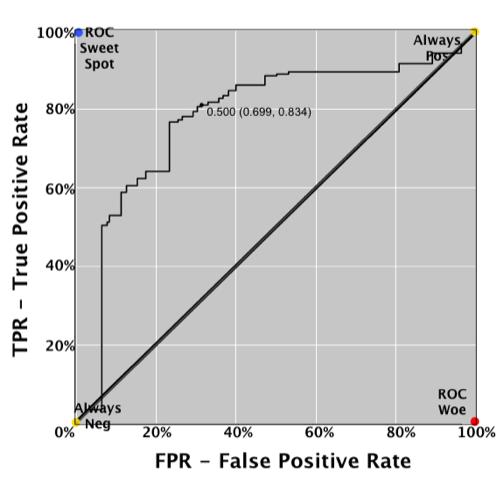 100%
ROC
Sweet
Spot
Always
Pos
80%
0.500 (0.699, 0.834)
60%
40%
20%
Always
Neg
ROC
Woe
0%
20%
40%
60%
80%
100%
TPR – True Positive Rate
FPR – False Positive Rate